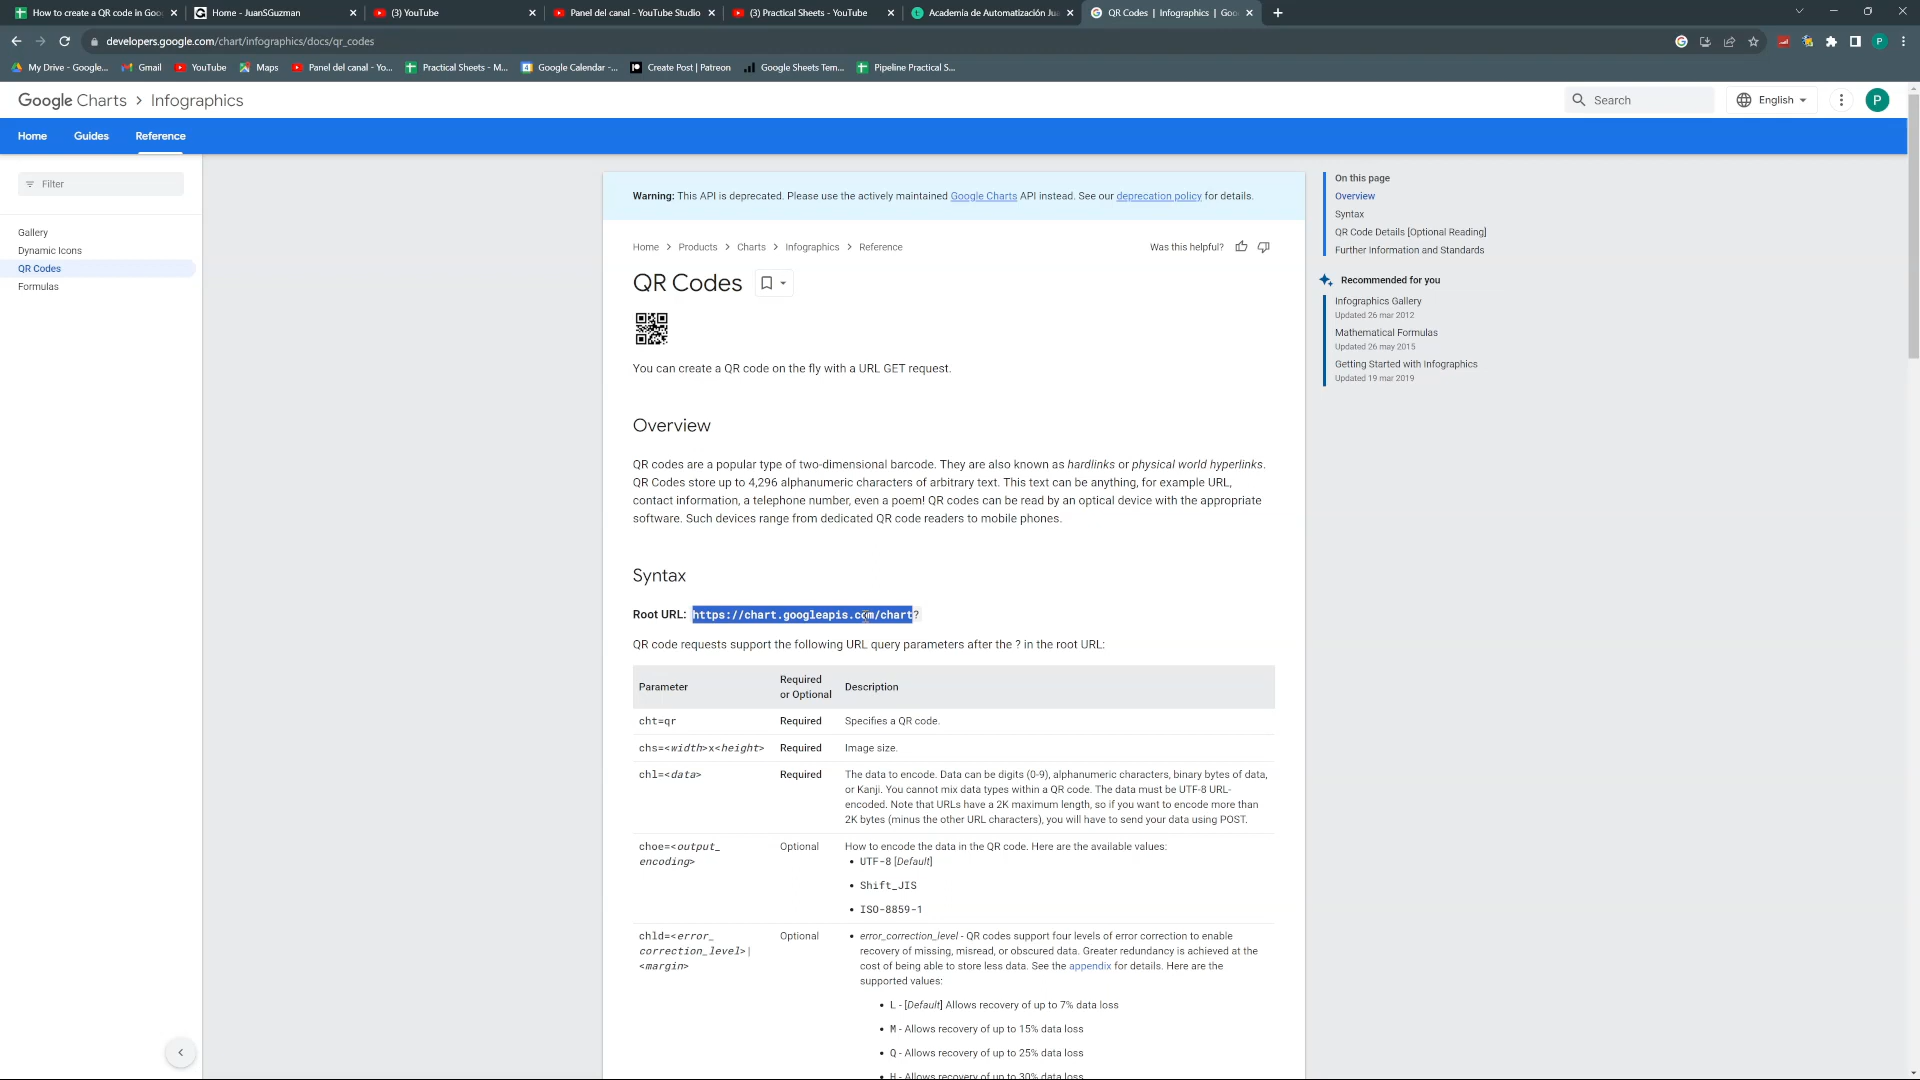 How to create a QR code in Goo
Home - JuanSGuzman
(3) YouTube
Panel del canal - YouTube Studio
(3) Practical Sheets - YouTube
Academia de Automatización Jua
QR Codes | Infographics | Goo
developers.google.com/chart/infographics/docs/qr_codes
P
My Drive - Google...
Gmail
YouTube
Maps
Panel del canal - Yo...
Practical Sheets - M...
Google Calendar -...
Create Post | Patreon
Google Sheets Tem...
Pipeline Practical S...
Google Charts > Infographics
Search
English
P
Home
Guides
Reference
Filter
Gallery
Dynamic Icons
QR Codes
Formulas
Warning: This API is deprecated. Please use the actively maintained Google Charts API instead. See our deprecation policy for details.
Home > Products > Charts > Infographics > Reference
Was this helpful?
QR Codes
You can create a QR code on the fly with a URL GET request.
Overview
QR codes are a popular type of two-dimensional barcode. They are also known as hardlinks or physical world hyperlinks.
QR Codes store up to 4,296 alphanumeric characters of arbitrary text. This text can be anything, for example URL,
contact information, a telephone number, even a poem! QR codes can be read by an optical device with the appropriate
software. Such devices range from dedicated QR code readers to mobile phones.
Syntax
Root URL: https://chart.googleapis.com/chart?
QR code requests support the following URL query parameters after the ? in the root URL:
Parameter
Required
or Optional
Description
cht=qr
Required
Specifies a QR code.
chs=<width>x<height>
Required
Image size.
chl=<data>
Required
The data to encode. Data can be digits (0-9), alphanumeric characters, binary bytes of data,
or Kanji. You cannot mix data types within a QR code. The data must be UTF-8 URL-
encoded. Note that URLs have a 2K maximum length, so if you want to encode more than
2K bytes (minus the other URL characters), you will have to send your data using POST.
choe=<output_
encoding>
Optional
How to encode the data in the QR code. Here are the available values:
• UTF-8 [Default]
• Shift_JIS
• ISO-8859-1
chld=<error_
correction_level>|
<margin>
Optional
• error_correction_level - QR codes support four levels of error correction to enable
recovery of missing, misread, or obscured data. Greater redundancy is achieved at the
cost of being able to store less data. See the appendix for details. Here are the
supported values:
• L - [Default] Allows recovery of up to 7% data loss
• M - Allows recovery of up to 15% data loss
• Q - Allows recovery of up to 25% data loss
• H - Allows recovery of up to 30% data loss
On this page
Overview
Syntax
QR Code Details [Optional Reading]
Further Information and Standards
Recommended for you
Infographics Gallery
Updated 26 mar 2012
Mathematical Formulas
Updated 26 may 2015
Getting Started with Infographics
Updated 19 mar 2019